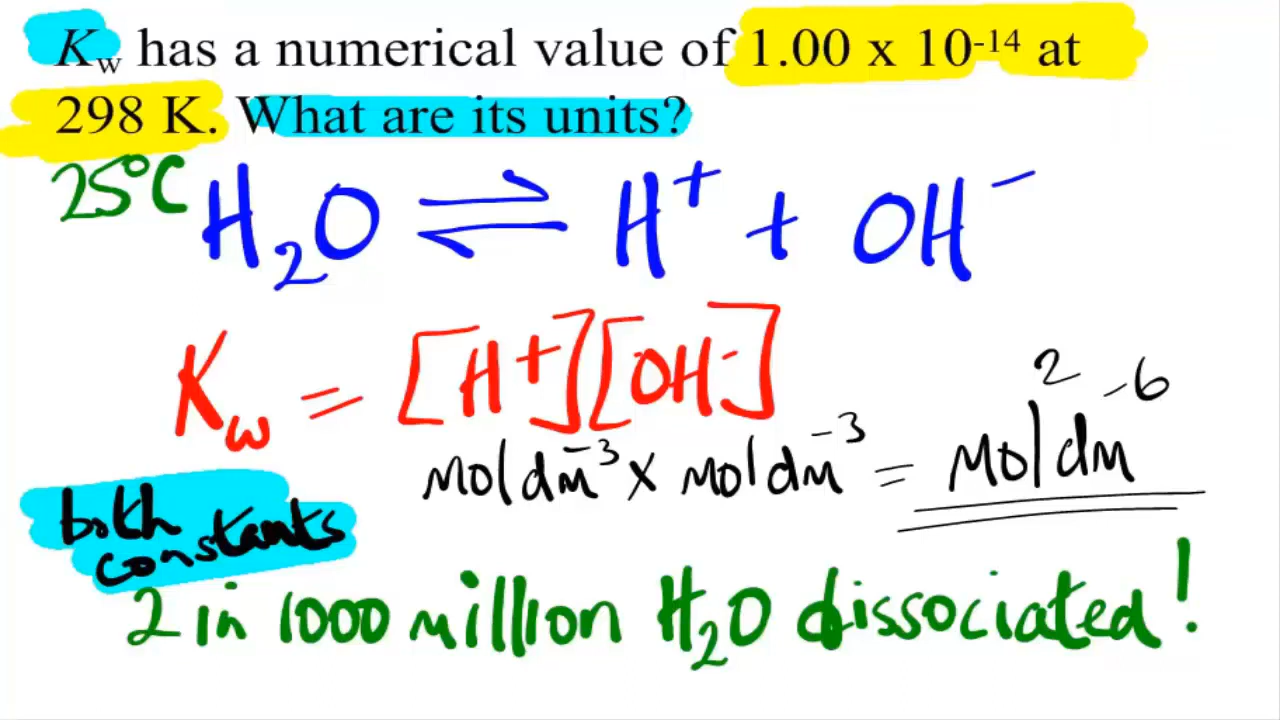 Kw has a numerical value of 1.00 x 10⁻¹⁴ at
298 K. What are its units?
25°C
H₂O ⇌ H⁺ + OH⁻
Kw = [H⁺][OH⁻]
mol dm⁻³ x mol dm⁻³ = mol² dm⁻⁶
both
constants
2 in 1000 million H₂O dissociated!